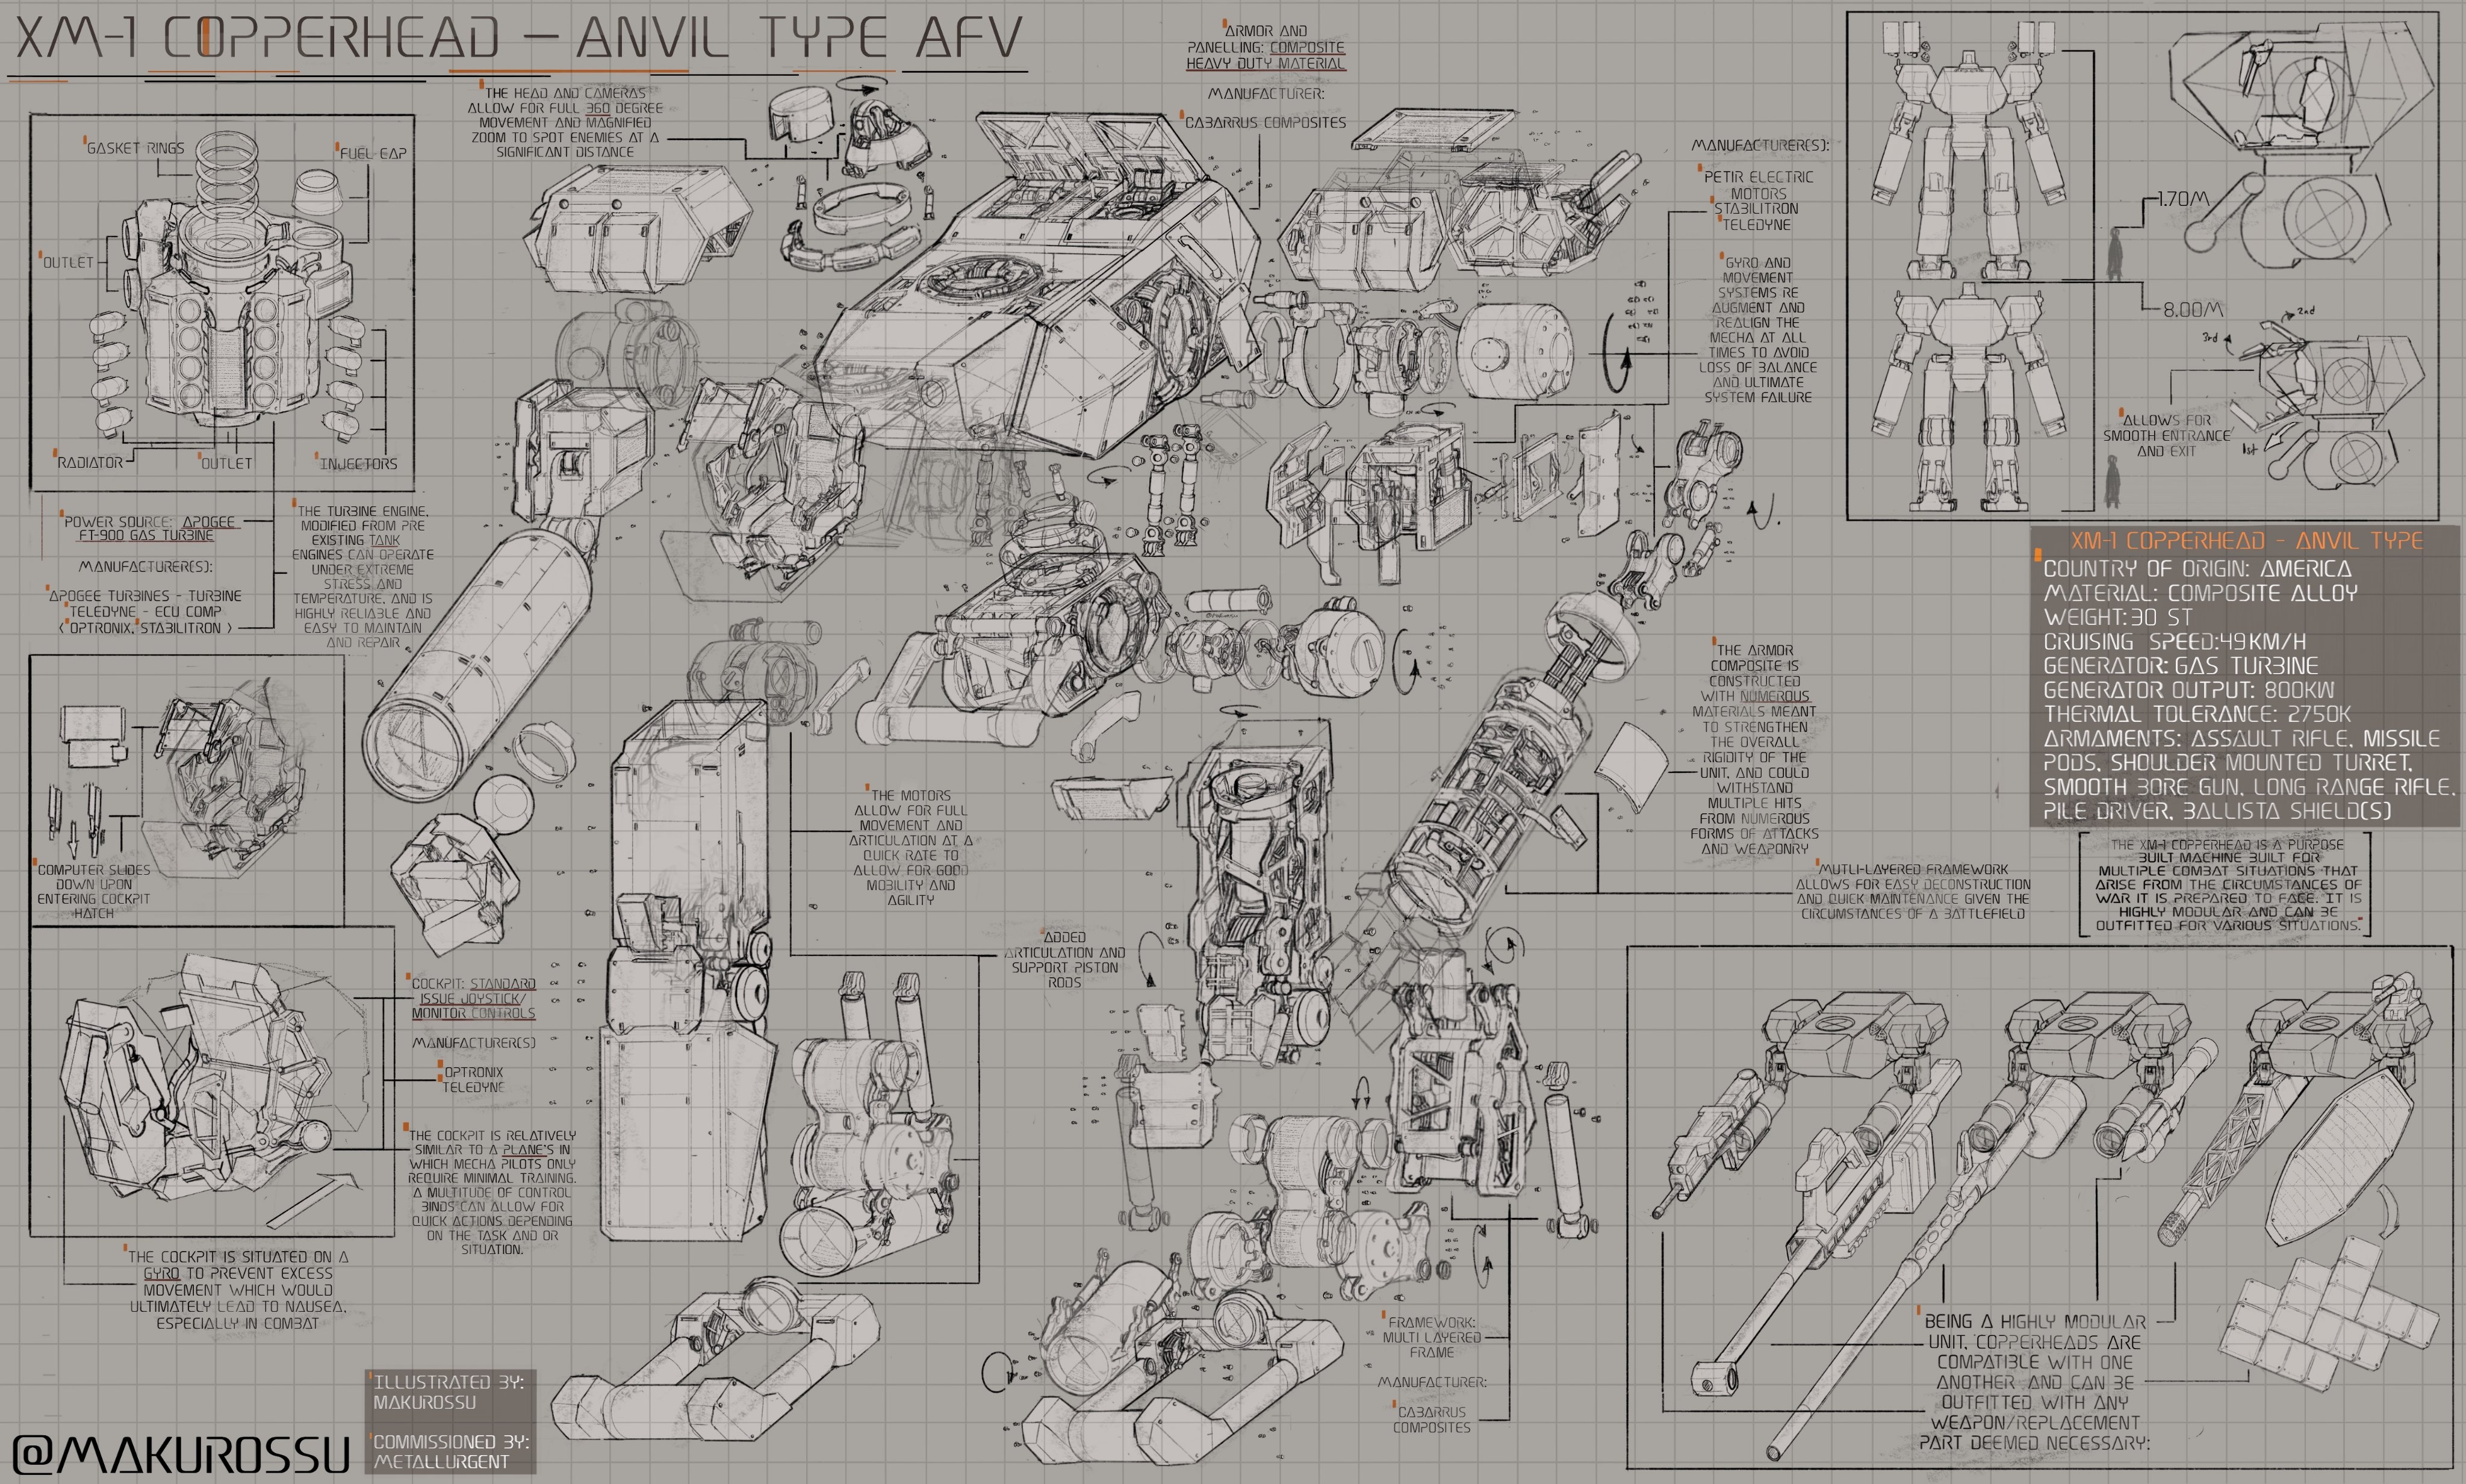 XM-1 COPPERHEAD — ANVIL TYPE AFV
GASKET RINGS
FUEL CAP
OUTLET
RADIATOR
OUTLET
INJECTORS
THE HEAD AND CAMERAS
ALLOW FOR FULL 360 DEGREE
MOVEMENT AND MAGNIFIED
ZOOM TO SPOT ENEMIES AT A
SIGNIFICANT DISTANCE
ARMOR AND
PANELLING: COMPOSITE
HEAVY DUTY MATERIAL
MANUFACTURER:
CABARRUS COMPOSITES
MANUFACTURER(S):
PETIR ELECTRIC
MOTORS
STABILITRON
TELEDYNE
GYRO AND
MOVEMENT
SYSTEMS RE
AUGMENT AND
REALIGN THE
MECHA AT ALL
TIMES TO AVOID
LOSS OF BALANCE
AND ULTIMATE
SYSTEM FAILURE
1.70M
8.00M
2nd
3rd
1st
ALLOWS FOR
SMOOTH ENTRANCE
AND EXIT
POWER SOURCE: APOGEE
FT-900 GAS TURBINE
MANUFACTURER(S):
APOGEE TURBINES - TURBINE
TELEDYNE - ECU COMP
( OPTRONIX, STABILITRON )
THE TURBINE ENGINE,
MODIFIED FROM PRE
EXISTING TANK
ENGINES CAN OPERATE
UNDER EXTREME
STRESS AND
TEMPERATURE, AND IS
HIGHLY RELIABLE AND
EASY TO MAINTAIN
AND REPAIR
XM-1 COPPERHEAD - ANVIL TYPE
COUNTRY OF ORIGIN: AMERICA
MATERIAL: COMPOSITE ALLOY
WEIGHT:30 ST
CRUISING SPEED:49KM/H
GENERATOR: GAS TURBINE
GENERATOR OUTPUT: 800KW
THERMAL TOLERANCE: 2750K
ARMAMENTS: ASSAULT RIFLE, MISSILE
PODS, SHOULDER MOUNTED TURRET,
SMOOTH BORE GUN, LONG RANGE RIFLE,
PILE DRIVER, BALLISTA SHIELD(S)
THE XM-1 COPPERHEAD IS A PURPOSE
BUILT MACHINE BUILT FOR
MULTIPLE COMBAT SITUATIONS THAT
ARISE FROM THE CIRCUMSTANCES OF
WAR IT IS PREPARED TO FACE. IT IS
HIGHLY MODULAR AND CAN BE
OUTFITTED FOR VARIOUS SITUATIONS.
THE ARMOR
COMPOSITE IS
CONSTRUCTED
WITH NUMEROUS
MATERIALS MEANT
TO STRENGTHEN
THE OVERALL
RIGIDITY OF THE
UNIT, AND COULD
WITHSTAND
MULTIPLE HITS
FROM NUMEROUS
FORMS OF ATTACKS
AND WEAPONRY
MUTLI-LAYERED FRAMEWORK
ALLOWS FOR EASY DECONSTRUCTION
AND QUICK MAINTENANCE GIVEN THE
CIRCUMSTANCES OF A BATTLEFIELD
COMPUTER SLIDES
DOWN UPON
ENTERING COCKPIT
HATCH
THE MOTORS
ALLOW FOR FULL
MOVEMENT AND
ARTICULATION AT A
QUICK RATE TO
ALLOW FOR GOOD
MOBILITY AND
AGILITY
ADDED
ARTICULATION AND
SUPPORT PISTON
RODS
COCKPIT: STANDARD
ISSUE JOYSTICK/
MONITOR CONTROLS
MANUFACTURER(S)
OPTRONIX
TELEDYNE
THE COCKPIT IS RELATIVELY
SIMILAR TO A PLANE'S IN
WHICH MECHA PILOTS ONLY
REQUIRE MINIMAL TRAINING.
A MULTITUDE OF CONTROL
BINDS CAN ALLOW FOR
QUICK ACTIONS DEPENDING
ON THE TASK AND OR
SITUATION.
THE COCKPIT IS SITUATED ON A
GYRO TO PREVENT EXCESS
MOVEMENT WHICH WOULD
ULTIMATELY LEAD TO NAUSEA,
ESPECIALLY IN COMBAT
FRAMEWORK:
MULTI LAYERED
FRAME
MANUFACTURER:
CABARRUS
COMPOSITES
BEING A HIGHLY MODULAR
UNIT, COPPERHEADS ARE
COMPATIBLE WITH ONE
ANOTHER AND CAN BE
OUTFITTED WITH ANY
WEAPON/REPLACEMENT
PART DEEMED NECESSARY:
ILLUSTRATED BY:
MAKUROSSU
COMMISSIONED BY:
METALLURGENT
@MAKUROSSU